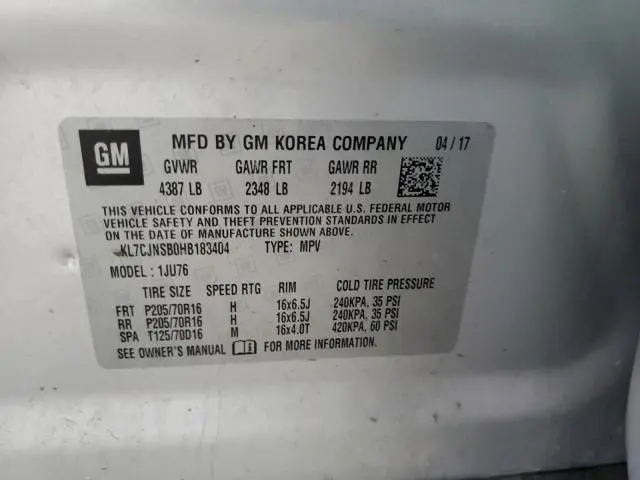 GM
MFD BY GM KOREA COMPANY 04 / 17
GVWR GAWR FRT GAWR RR
4387 LB 2348 LB 2194 LB
THIS VEHICLE CONFORMS TO ALL APPLICABLE U.S. FEDERAL MOTOR
VEHICLE SAFETY AND THEFT PREVENTION STANDARDS IN EFFECT
ON THE DATE OF MANUFACTURE SHOWN ABOVE.
KL7CJNSB0HB183404 TYPE: MPV
MODEL : 1JU76
TIRE SIZE SPEED RTG RIM COLD TIRE PRESSURE
FRT P205/70R16 H 16x6.5J 240KPA, 35 PSI
RR P205/70R16 H 16x6.5J 240KPA, 35 PSI
SPA T125/70D16 M 16x4.0T 420KPA, 60 PSI
SEE OWNER'S MANUAL FOR MORE INFORMATION.